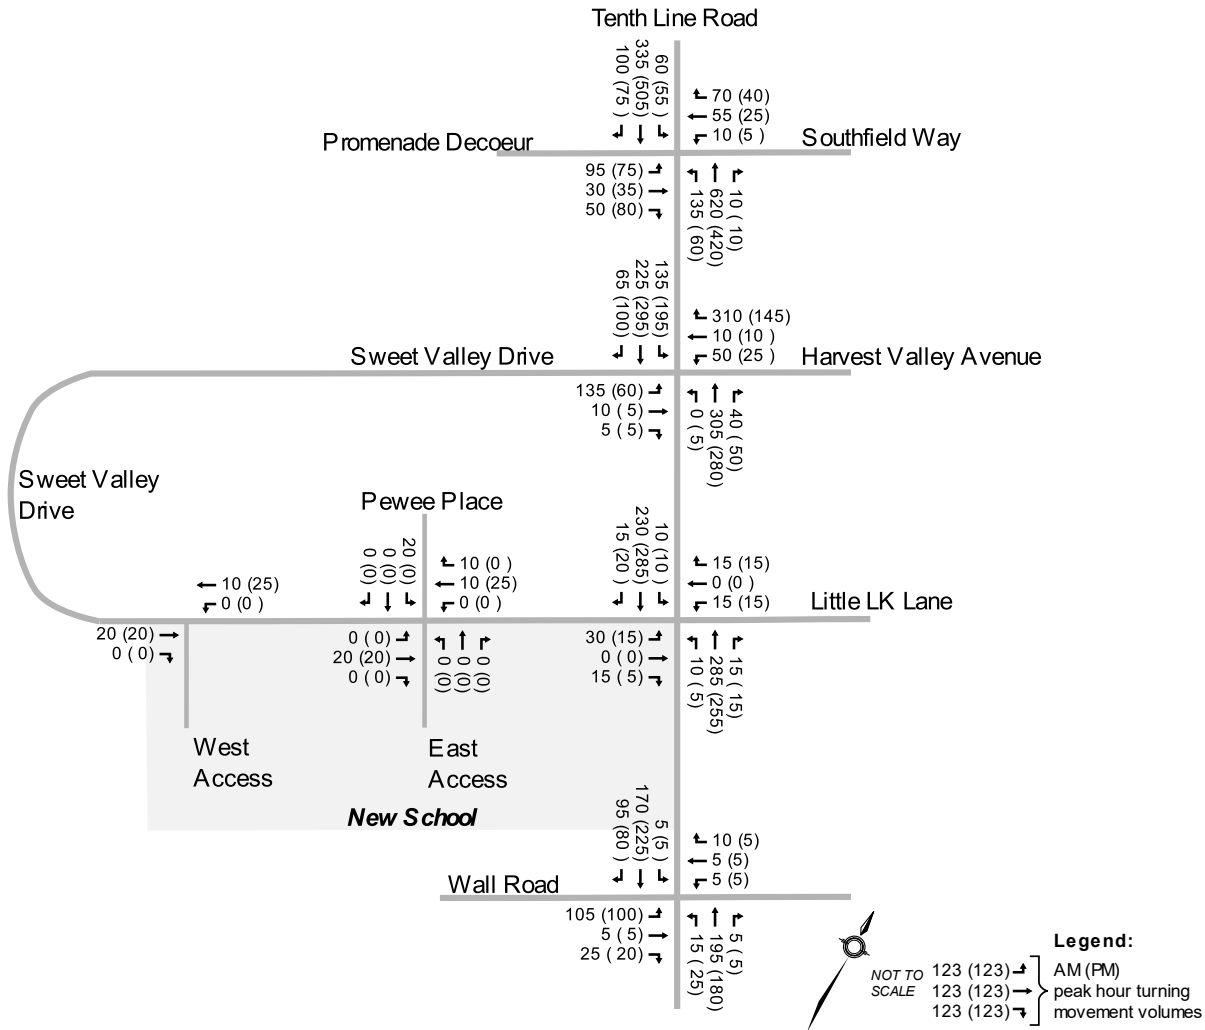 Tenth Line Road
100 (75 )
335 (505)
60 (55 )
70 (40)
55 (25)
10 (5 )
Promenade Decoeur
Southfield Way
95 (75)
30 (35)
50 (80)
135 ( 60)
620 (420)
10 ( 10)
65 (100)
225 (295)
135 (195)
310 (145)
10 (10 )
50 (25 )
Sweet Valley Drive
Harvest Valley Avenue
135 (60)
10 ( 5)
5 ( 5)
0 ( 5)
305 (280)
40 ( 50)
Sweet Valley
Drive
Pewee Place
0 (0)
0 (0)
20 (0)
10 (0 )
10 (25)
0 (0)
15 (20 )
230 (285)
10 (10 )
15 (15)
0 (0 )
15 (15)
Little LK Lane
10 (25)
0 (0 )
20 (20)
0 ( 0)
0 ( 0)
20 (20)
0 ( 0)
0 (0)
0 (0)
0 (0)
30 (15)
0 ( 0)
15 ( 5)
10 ( 5)
285 (255)
15 ( 15)
West
Access
East
Access
New School
95 (80 )
170 (225)
5 (5 )
10 (5)
5 (5)
5 (5)
Wall Road
105 (100)
5 ( 5)
25 ( 20)
15 ( 25)
195 (180)
5 ( 5)
NOT TO
SCALE
Legend:
123 (123) AM (PM)
123 (123) peak hour turning
123 (123) movement volumes